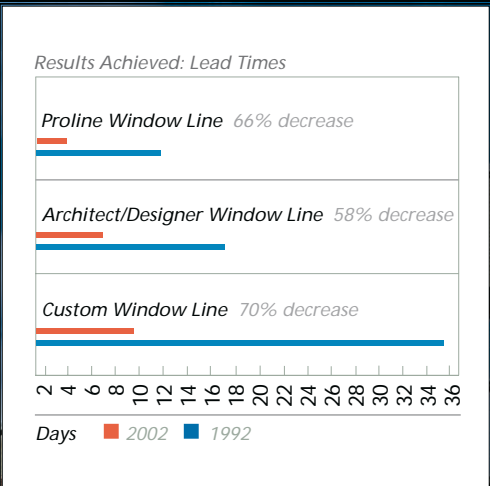 Results Achieved: Lead Times
Proline Window Line 66% decrease
Architect/Designer Window Line 58% decrease
Custom Window Line 70% decrease
2 4 6 8 10 12 14 16 18 20 22 24 26 28 30 32 34 36
Days 2002 1992